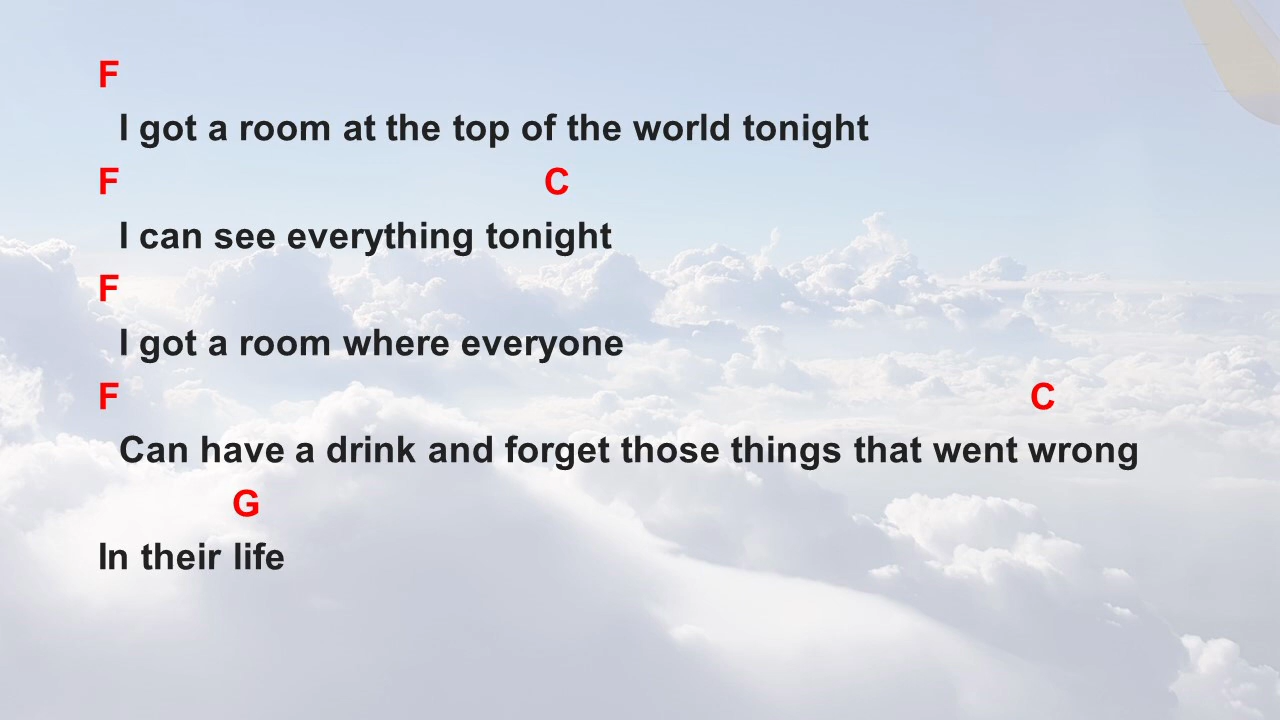 F
I got a room at the top of the world tonight
F C
I can see everything tonight
F
I got a room where everyone
F C
Can have a drink and forget those things that went wrong
G
In their life